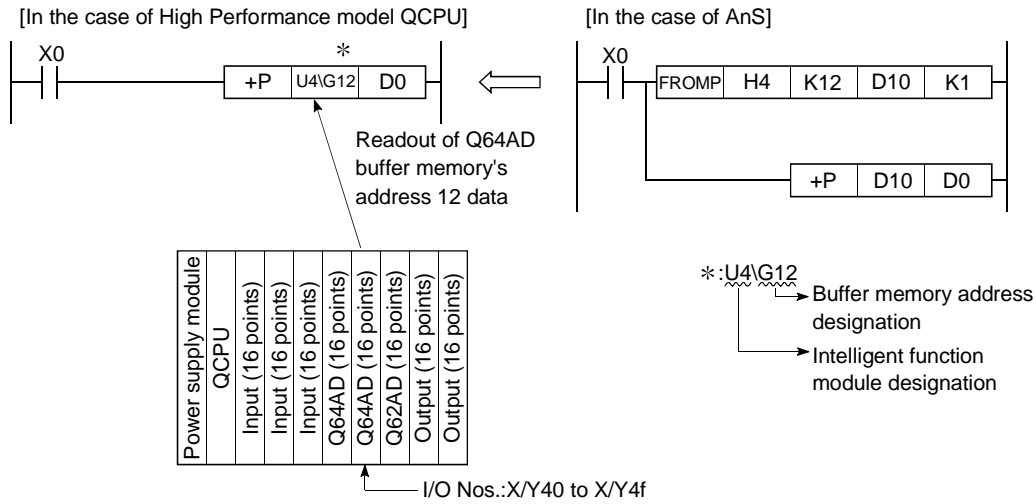 [In the case of High Performance model QCPU]
[In the case of AnS]
X0
*
+P U4\G12 D0
X0
FROMP H4 K12 D10 K1
+P D10 D0
Readout of Q64AD
buffer memory's
address 12 data
Power supply module
QCPU
Input (16 points)
Input (16 points)
Input (16 points)
Q64AD (16 points)
Q64AD (16 points)
Q62AD (16 points)
Output (16 points)
Output (16 points)
I/O Nos.:X/Y40 to X/Y4f
*:U4\G12
Buffer memory address
designation
Intelligent function
module designation